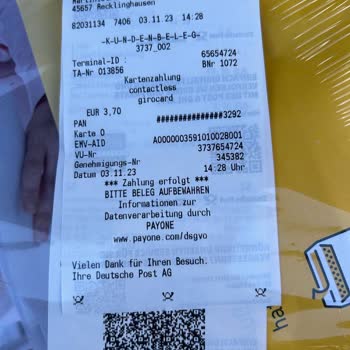 45657 Recklinghausen
82031134 7406 03.11.23 14:28
-K-U-N-D-E-N-B-E-L-E-G-
3737_002
Terminal-ID : 65654724
TA-Nr 013856 BNr 1072
Kartenzahlung
contactless
girocard
EUR 3,70
PAN ###############3292
Karte 0
EMV-AID A0000003591010028001
VU-Nr 3737654724
Genehmigungs-Nr 345382
Datum 03.11.23 14:28 Uhr
*** Zahlung erfolgt ***
BITTE BELEG AUFBEWAHREN
Informationen zur
Datenverarbeitung durch
PAYONE
www.payone.com/dsgvo
Vielen Dank für Ihren Besuch.
Ihre Deutsche Post AG